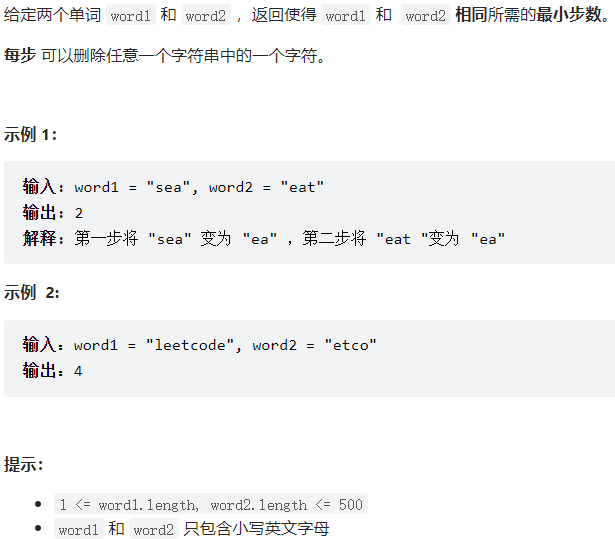 给定两个单词 word1 和 word2 ，返回使得 word1 和 word2 相同所需的最小步数。
每步 可以删除任意一个字符串中的一个字符。
示例 1：
输入：word1 = "sea", word2 = "eat"
输出：2
解释：第一步将 "sea" 变为 "ea" ，第二步将 "eat "变为 "ea"
示例 2:
输入：word1 = "leetcode", word2 = "etco"
输出：4
提示：
1 <= word1.length, word2.length <= 500
word1 和 word2 只包含小写英文字母